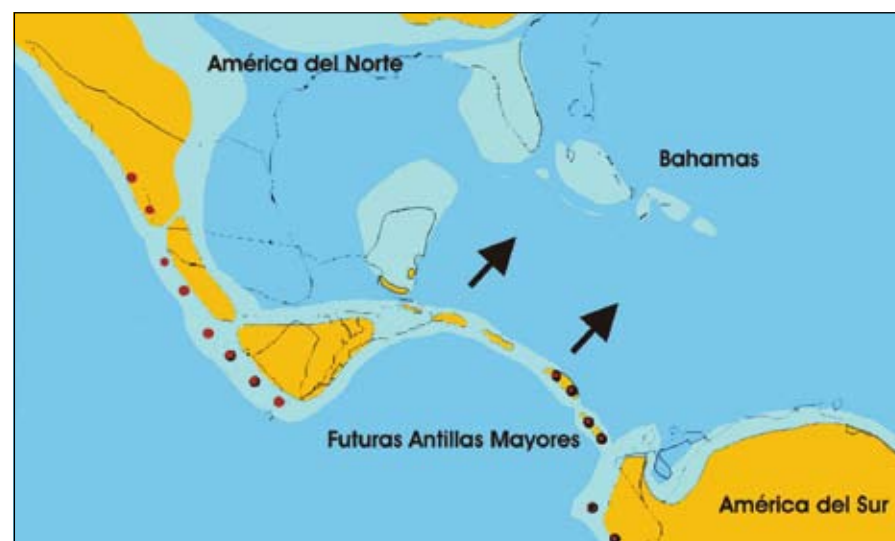 América del Norte
Bahamas
Futuras Antillas Mayores
América del Sur